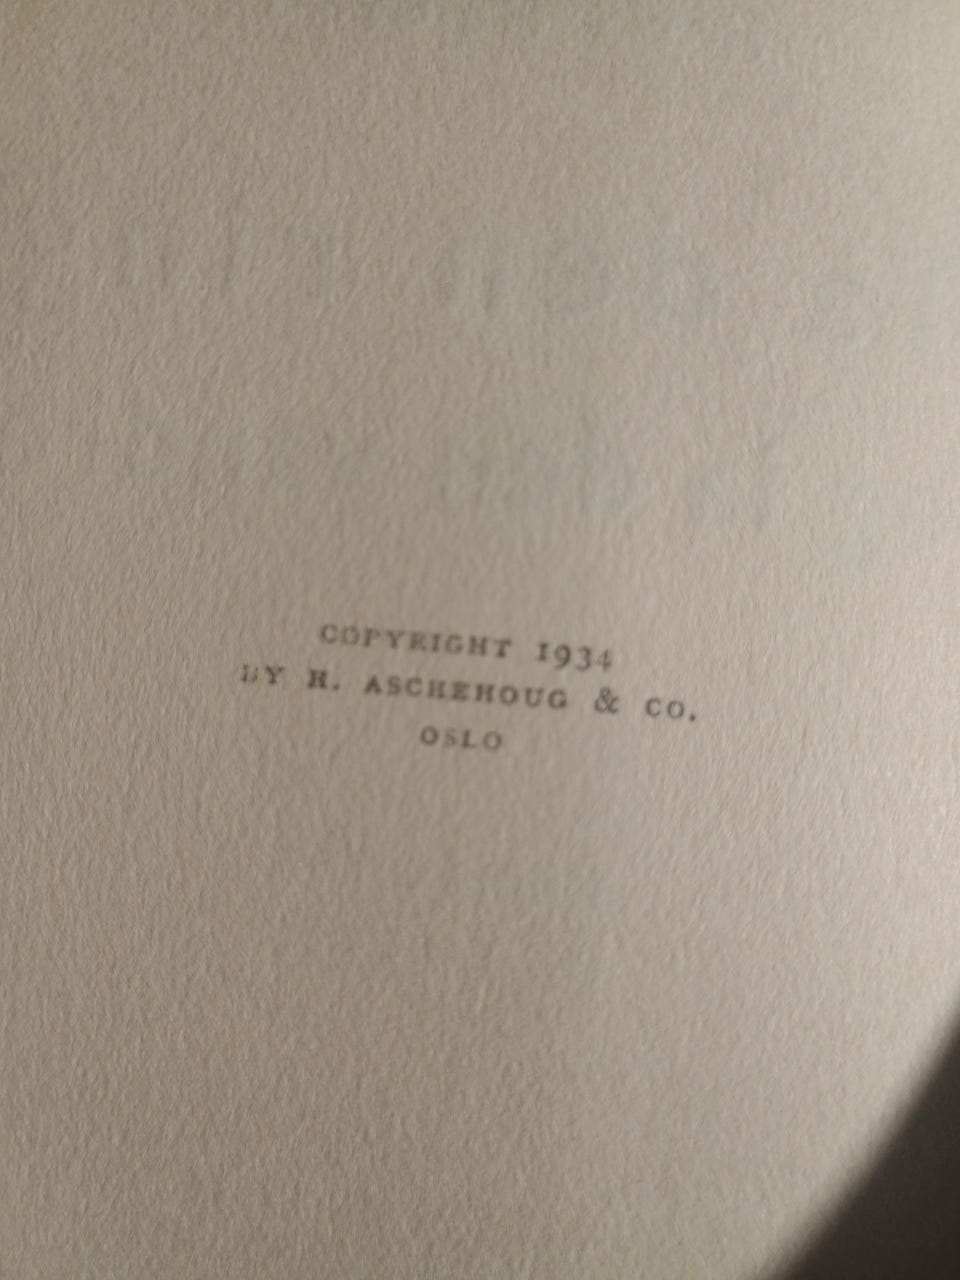 COPYRIGHT 1934
BY H. ASCHEHOUG & CO.
OSLO